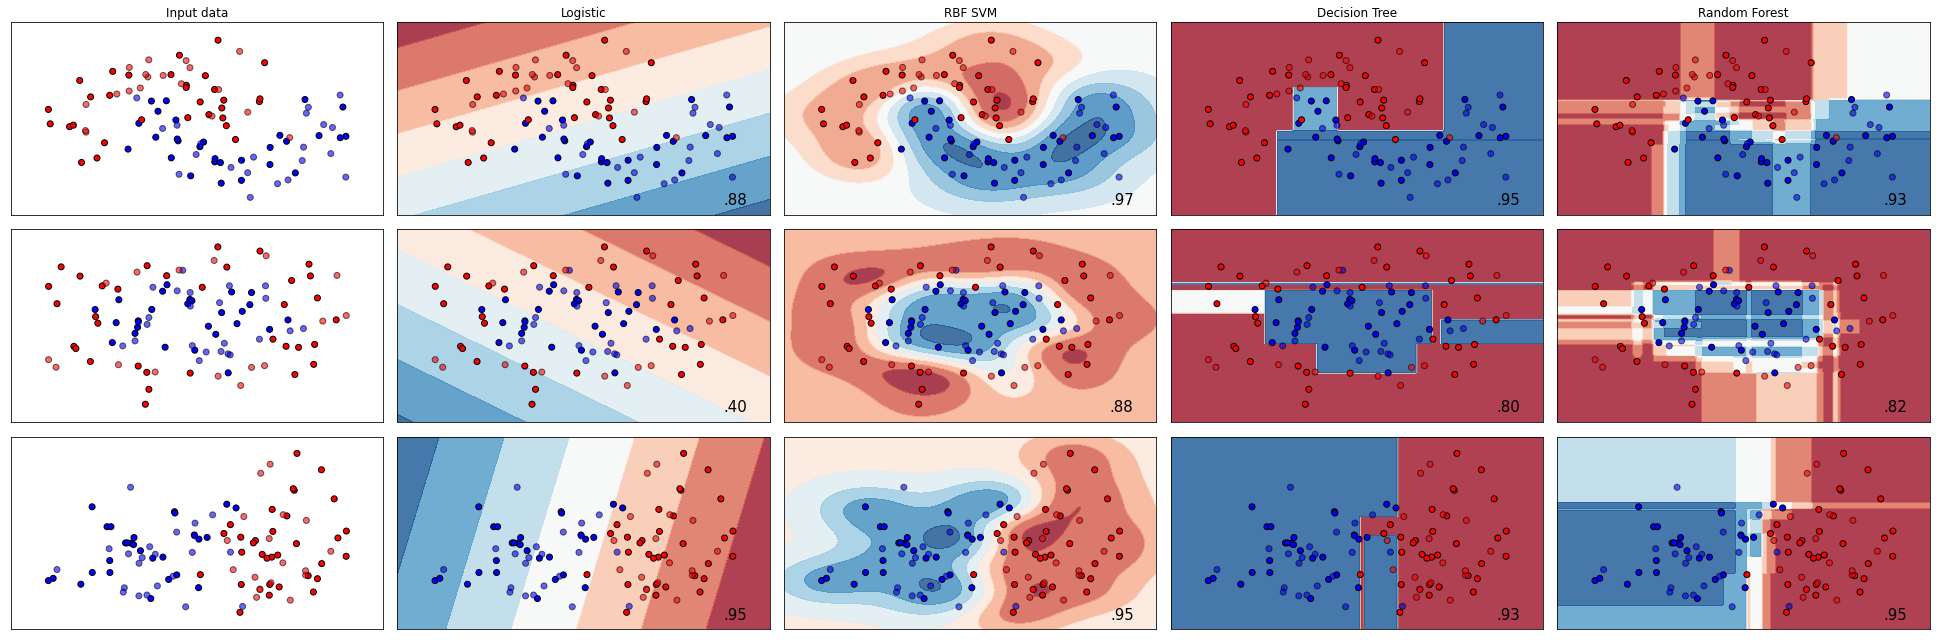 Input data
Logistic
RBF SVM
Decision Tree
Random Forest
.88
.97
.95
.93
.40
.88
.80
.82
.95
.95
.93
.95